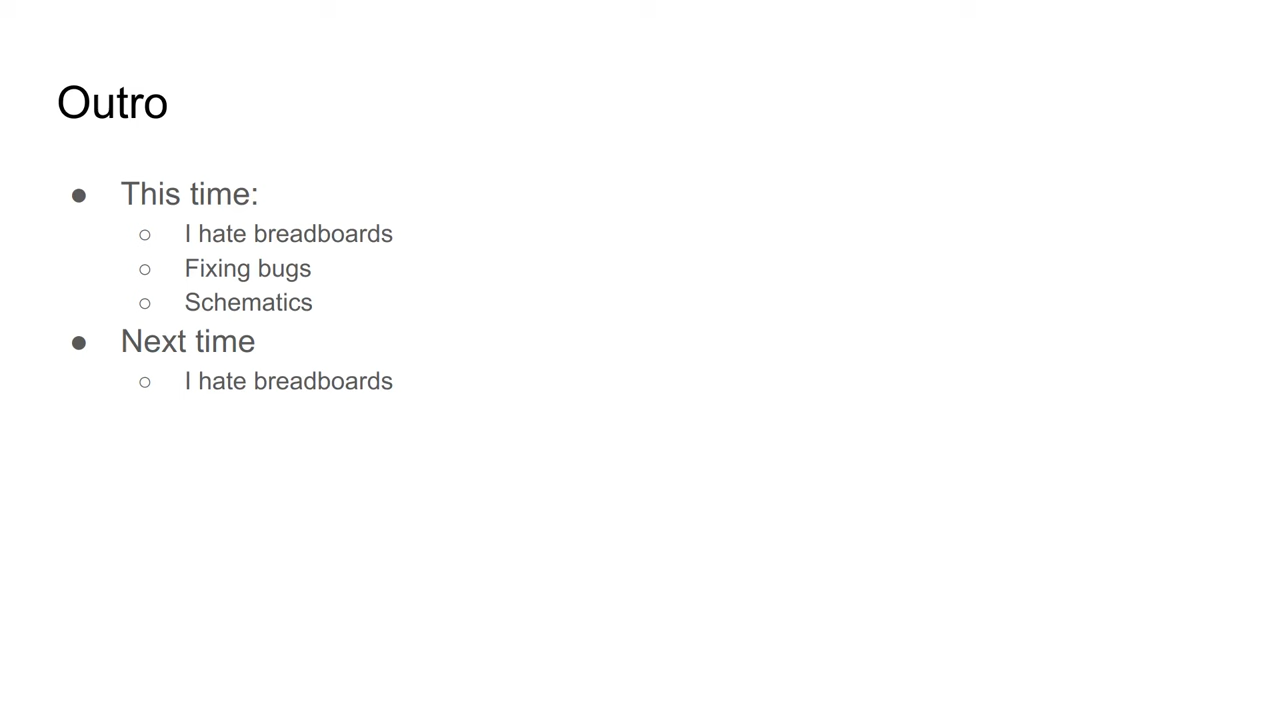 Outro
● This time:
○ I hate breadboards
○ Fixing bugs
○ Schematics
● Next time
○ I hate breadboards